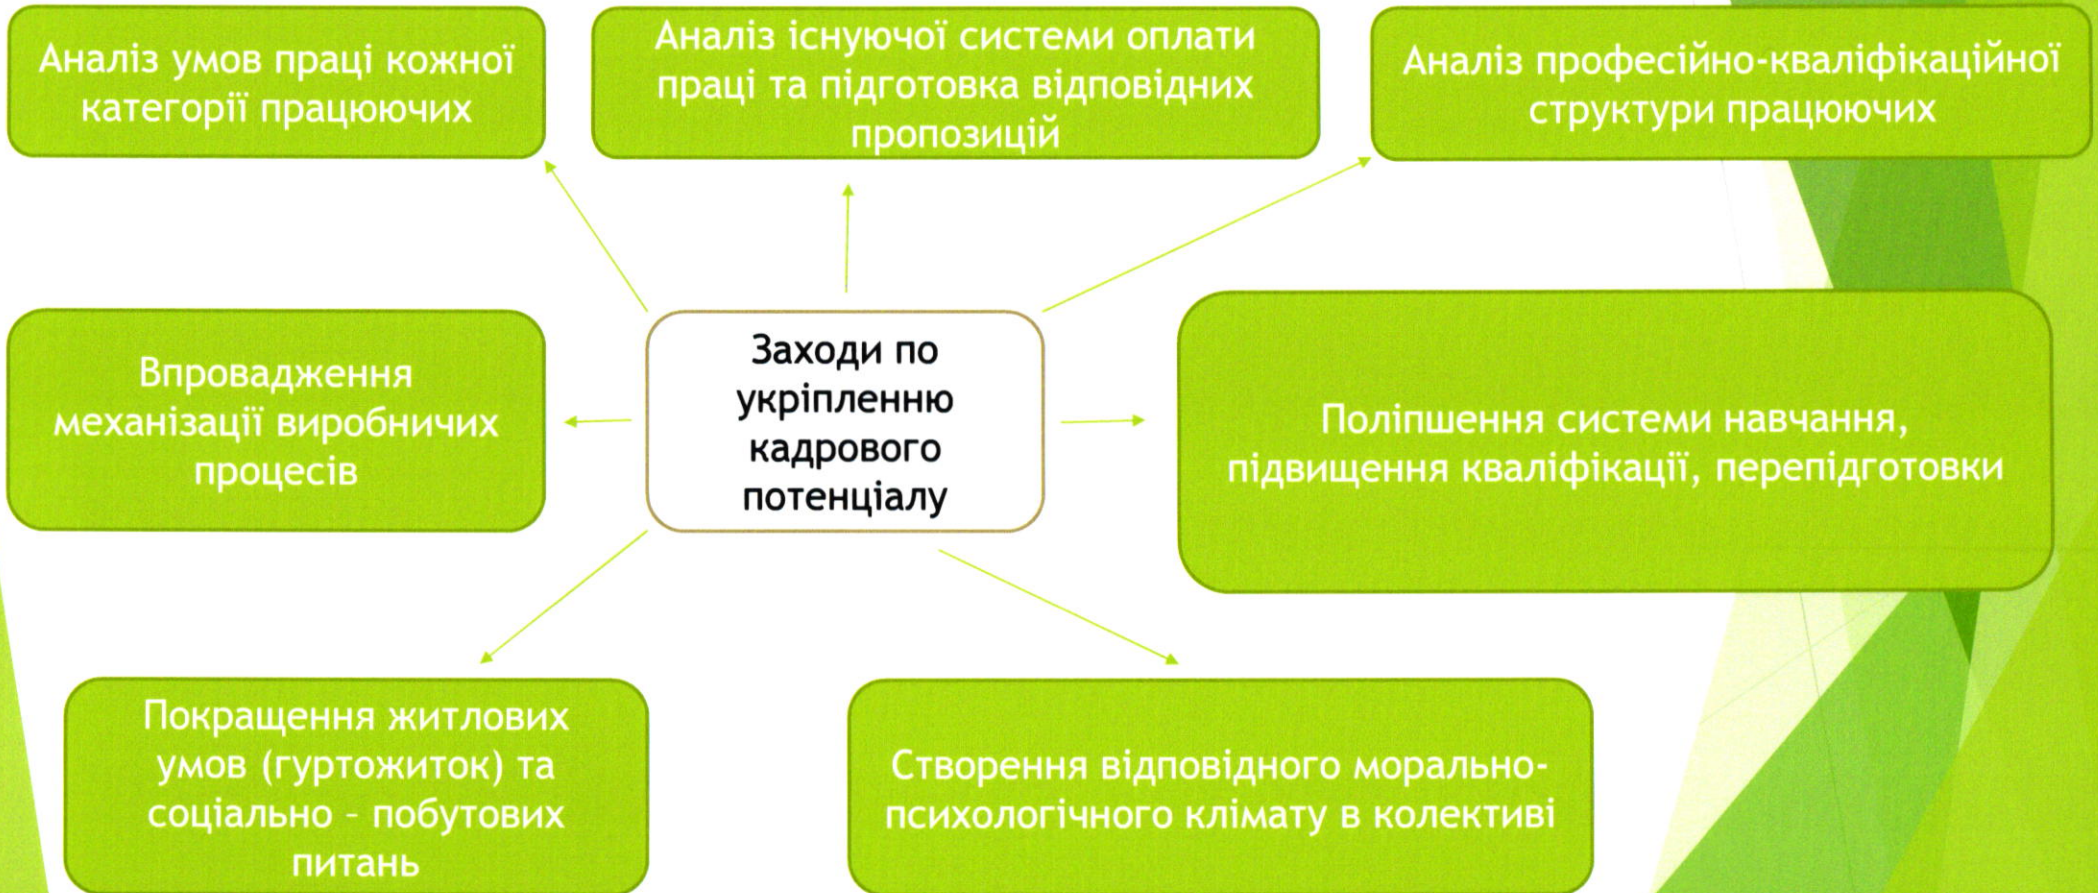 Аналіз умов праці кожної
категорії працюючих
Аналіз існуючої системи оплати
праці та підготовка відповідних
пропозицій
Аналіз професійно-кваліфікаційної
структури працюючих
Впровадження
механізації виробничих
процесів
Заходи по
укріпленню
кадрового
потенціалу
Поліпшення системи навчання,
підвищення кваліфікації, перепідготовки
Покращення житлових
умов (гуртожиток) та
соціально – побутових
питань
Створення відповідного морально-
психологічного клімату в колективі